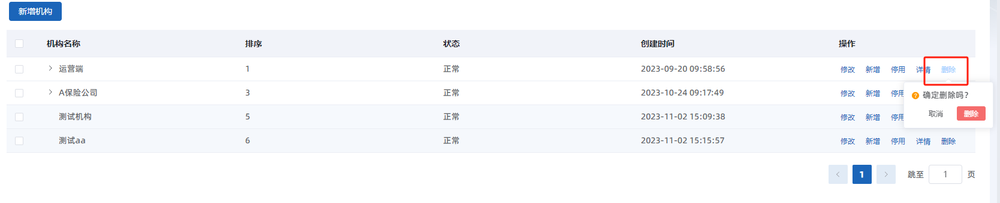 新增机构
机构名称 排序 状态 创建时间 操作
运营端 1 正常 2023-09-20 09:58:56 修改 新增 停用 详情 删除
A保险公司 3 正常 2023-10-24 09:17:49 修改 新增 停用
确定删除吗？
取消 删除
测试机构 5 正常 2023-11-02 15:09:38 修改 新增 停用
测试aa 6 正常 2023-11-02 15:15:57 修改 新增 停用 详情 删除
1 跳至 1 页